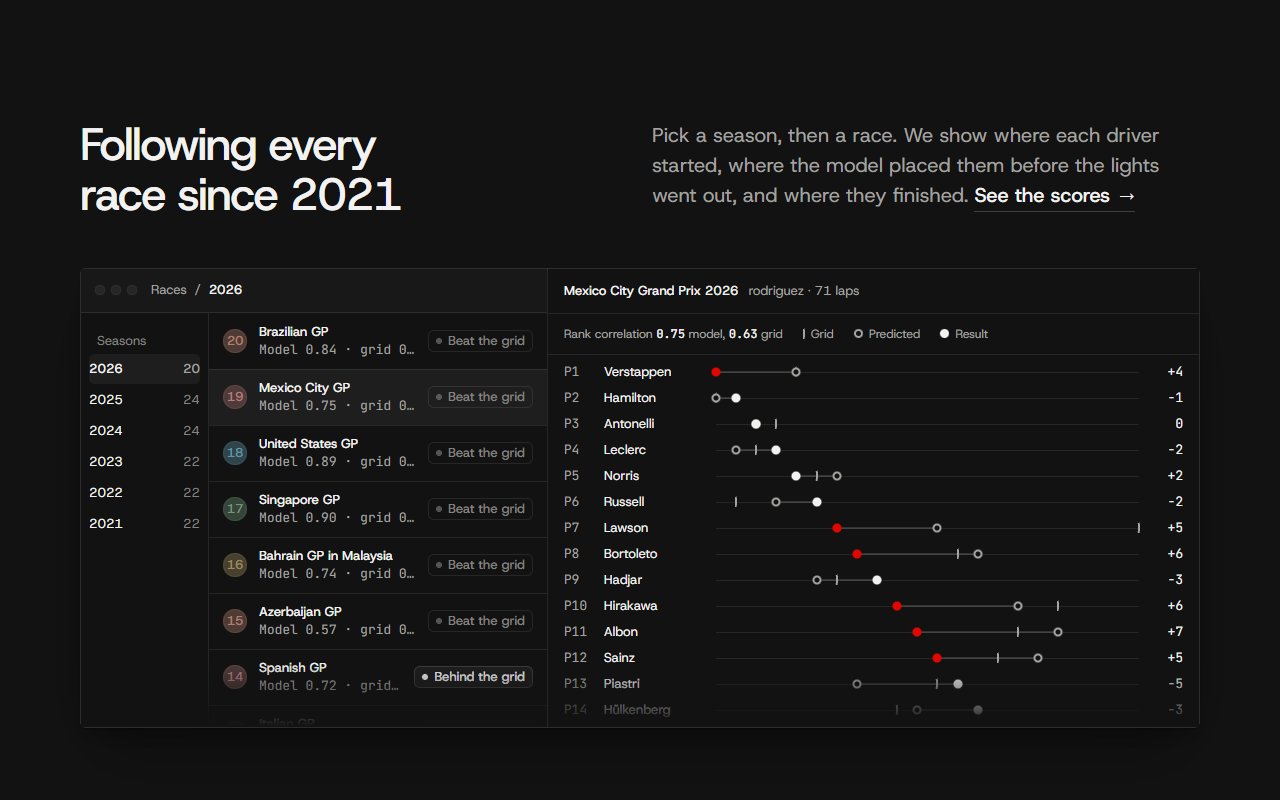 Following every
race since 2021
Pick a season, then a race. We show where each driver
started, where the model placed them before the lights
went out, and where they finished. See the scores →
Races / 2026
Seasons
2026 20
2025 24
2024 24
2023 22
2022 22
2021 22
20 Brazilian GP
Model 0.84 · grid 0… Beat the grid
19 Mexico City GP
Model 0.75 · grid 0… Beat the grid
18 United States GP
Model 0.89 · grid 0… Beat the grid
17 Singapore GP
Model 0.90 · grid 0… Beat the grid
16 Bahrain GP in Malaysia
Model 0.74 · grid 0… Beat the grid
15 Azerbaijan GP
Model 0.57 · grid 0… Beat the grid
14 Spanish GP
Model 0.72 · grid… Behind the grid
Italian GP
Mexico City Grand Prix 2026 rodriguez · 71 laps
Rank correlation 0.75 model, 0.63 grid Grid Predicted Result
P1 Verstappen +4
P2 Hamilton -1
P3 Antonelli 0
P4 Leclerc -2
P5 Norris +2
P6 Russell -2
P7 Lawson +5
P8 Bortoleto +6
P9 Hadjar -3
P10 Hirakawa +6
P11 Albon +7
P12 Sainz +5
P13 Piastri -5
P14 Hülkenberg -3